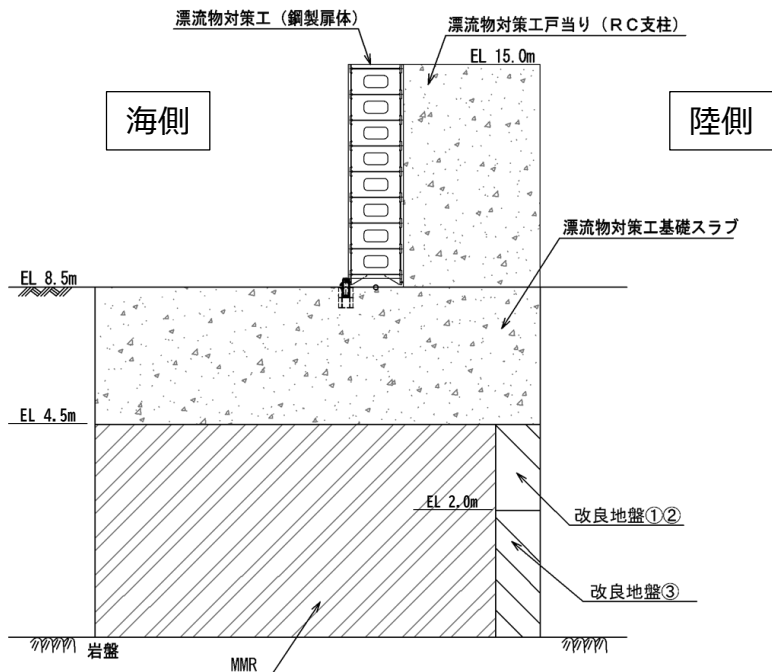 漂流物対策工（鋼製扉体）
漂流物対策工戸当り（ＲＣ支柱）
EL 15.0m
海側
陸側
漂流物対策工基礎スラブ
EL 8.5m
EL 4.5m
EL 2.0m
改良地盤①②
改良地盤③
岩盤
MMR